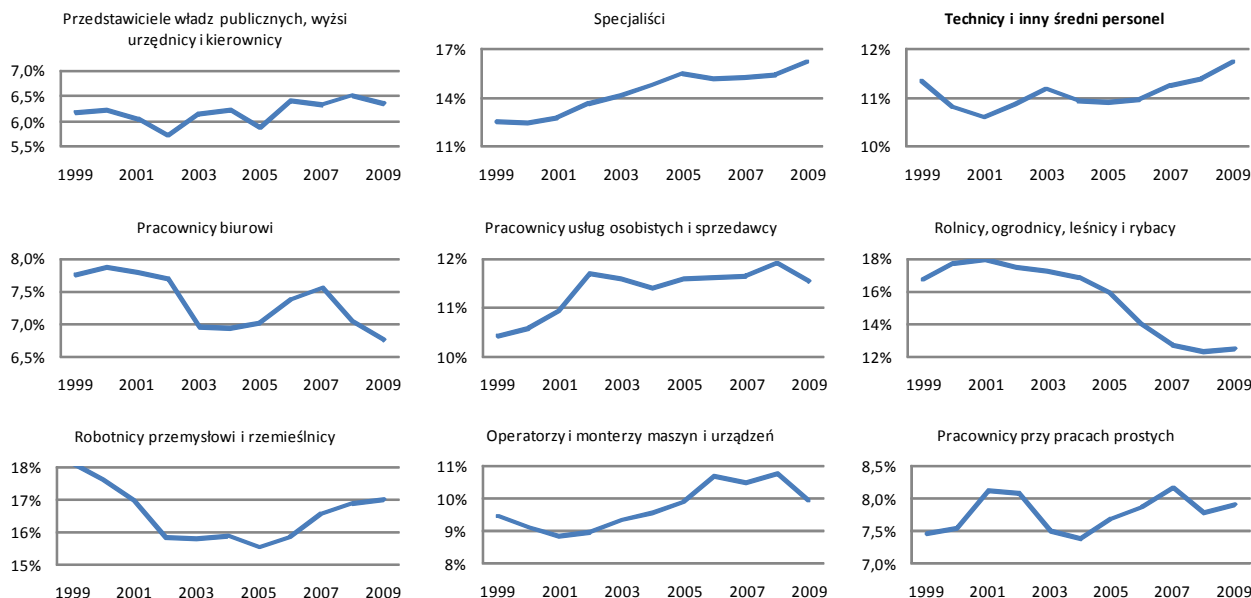 Przedstawiciele władz publicznych, wyżsi
urzędnicy i kierownicy
7,0%
6,5%
6,0%
5,5%
1999 2001 2003 2005 2007 2009
Specjaliści
17%
14%
11%
1999 2001 2003 2005 2007 2009
Technicy i inny średni personel
12%
11%
10%
1999 2001 2003 2005 2007 2009
Pracownicy biurowi
8,0%
7,5%
7,0%
6,5%
1999 2001 2003 2005 2007 2009
Pracownicy usług osobistych i sprzedawcy
12%
11%
10%
1999 2001 2003 2005 2007 2009
Rolnicy, ogrodnicy, leśnicy i rybacy
18%
16%
14%
12%
1999 2001 2003 2005 2007 2009
Robotnicy przemysłowi i rzemieślnicy
18%
17%
16%
15%
1999 2001 2003 2005 2007 2009
Operatorzy i monterzy maszyn i urządzeń
11%
10%
9%
8%
1999 2001 2003 2005 2007 2009
Pracownicy przy pracach prostych
8,5%
8,0%
7,5%
7,0%
1999 2001 2003 2005 2007 2009